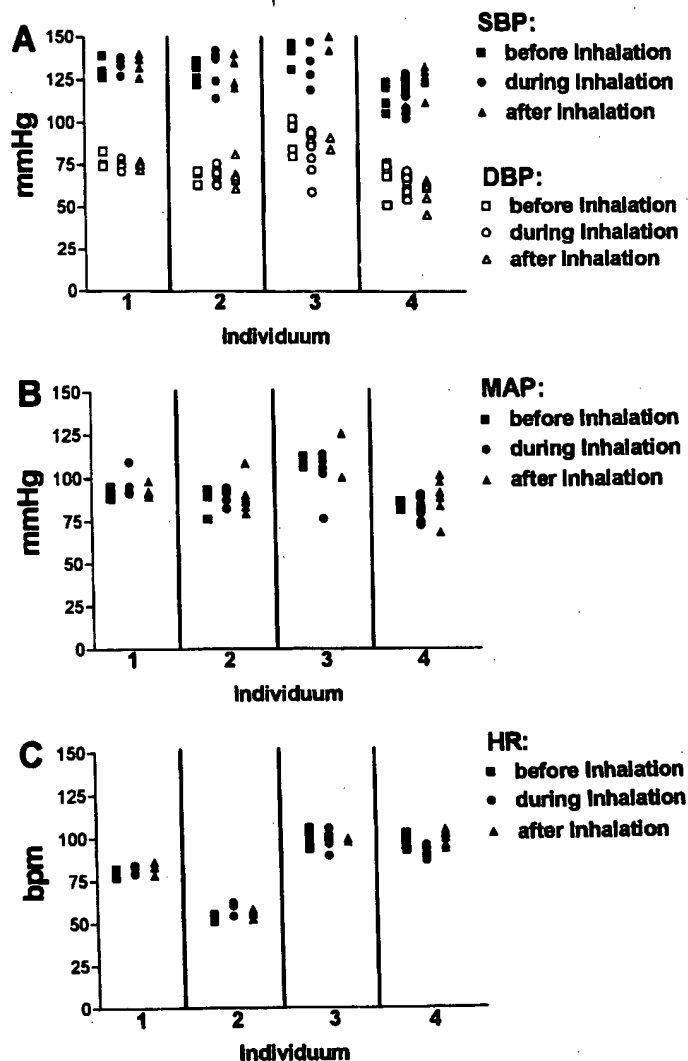 A
SBP:
before Inhalation
during Inhalation
after Inhalation
DBP:
before Inhalation
during Inhalation
after Inhalation
mmHg
150
125
100
75
50
25
0
1 2 3 4
Individuum
B
MAP:
before Inhalation
during Inhalation
after Inhalation
mmHg
150
125
100
75
50
25
0
1 2 3 4
Individuum
C
HR:
before Inhalation
during Inhalation
after Inhalation
bpm
150
125
100
75
50
25
0
1 2 3 4
Individuum